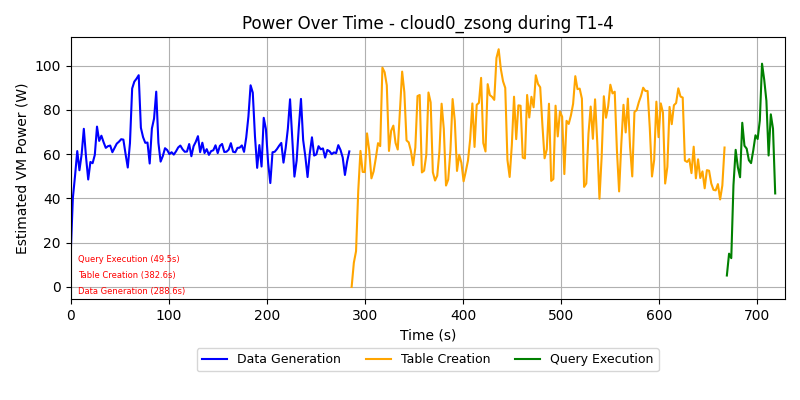 Power Over Time - cloud0_zsong during T1-4
Estimated VM Power (W)
100
80
60
40
20
0
Query Execution (49.5s)
Table Creation (382.6s)
Data Generation (288.6s)
0 100 200 300 400 500 600 700
Time (s)
Data Generation Table Creation Query Execution